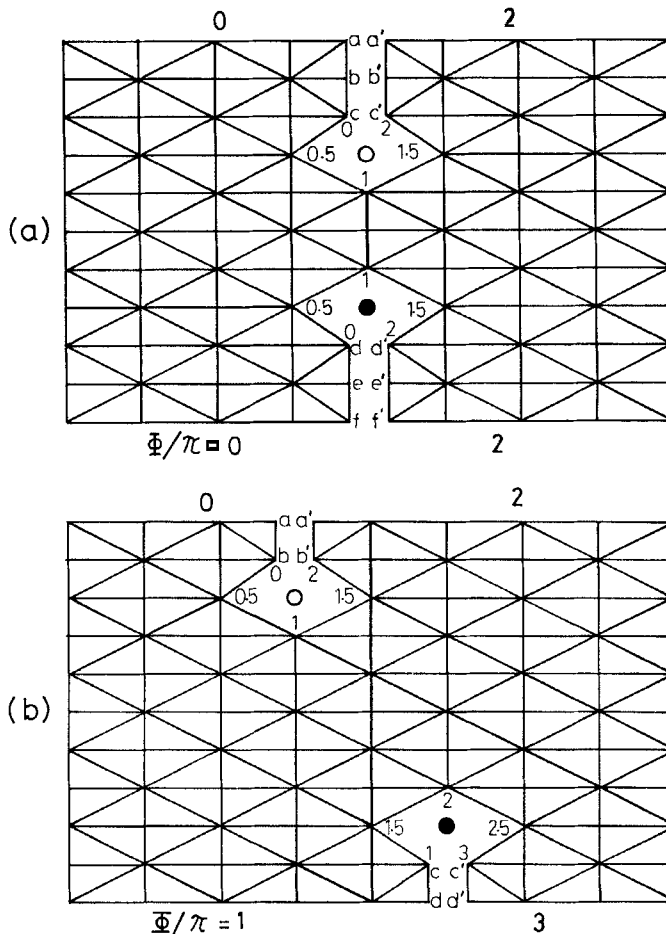 0 2
a a'
b b'
c c'
0 2
0·5 1·5
1
(a)
1
0·5 1·5
0 2
d d'
e e'
f f'
Φ/π = 0 2
0 2
a a'
b b'
0 2
0·5 1·5
1
(b)
2
1·5 2·5
1 3
c c'
d d'
Φ/π = 1 3